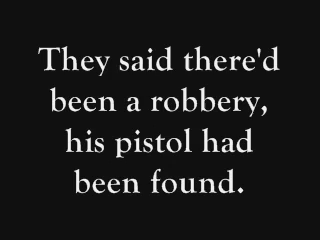 They said there'd
been a robbery,
his pistol had
been found.